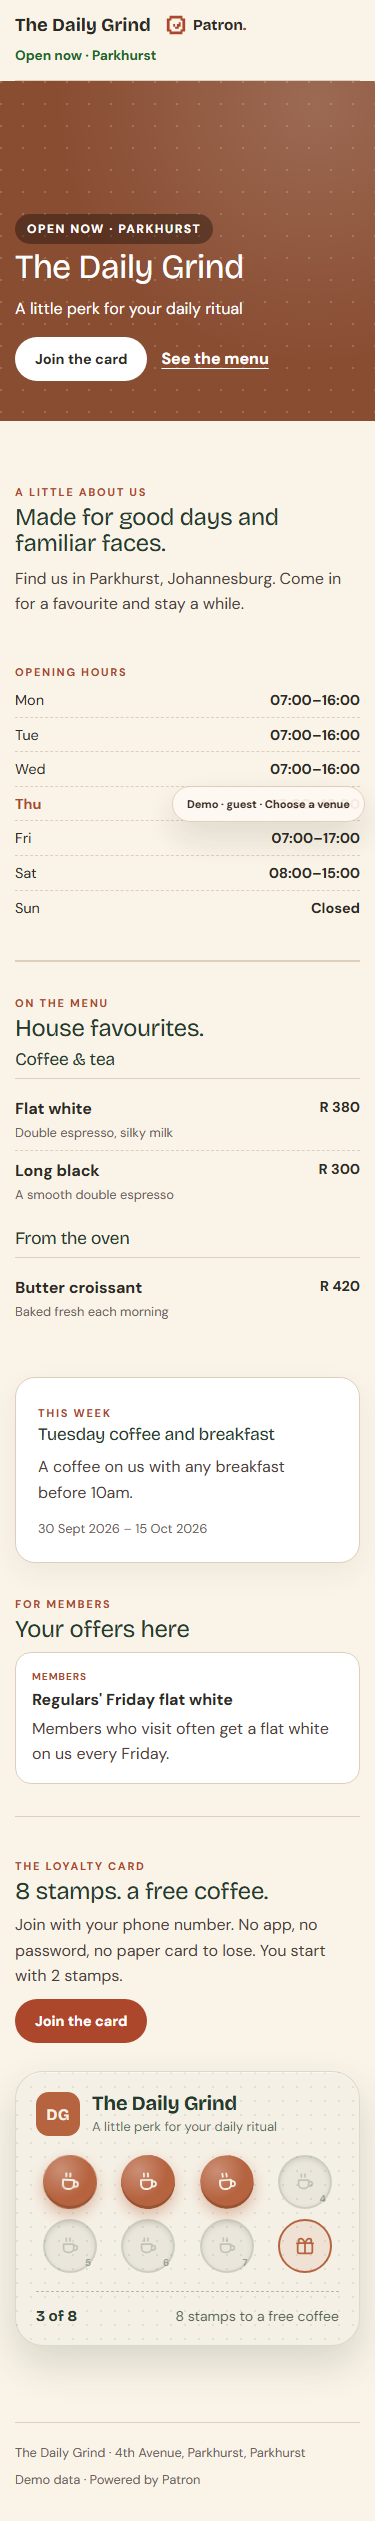 The Daily Grind
Patron.
Open now · Parkhurst
OPEN NOW · PARKHURST
The Daily Grind
A little perk for your daily ritual
Join the card
See the menu
A LITTLE ABOUT US
Made for good days and
familiar faces.
Find us in Parkhurst, Johannesburg. Come in
for a favourite and stay a while.
OPENING HOURS
Mon 07:00–16:00
Tue 07:00–16:00
Wed 07:00–16:00
Thu
Demo · guest · Choose a venue
Fri 07:00–17:00
Sat 08:00–15:00
Sun Closed
ON THE MENU
House favourites.
Coffee & tea
Flat white R 380
Double espresso, silky milk
Long black R 300
A smooth double espresso
From the oven
Butter croissant R 420
Baked fresh each morning
THIS WEEK
Tuesday coffee and breakfast
A coffee on us with any breakfast
before 10am.
30 Sept 2026 – 15 Oct 2026
FOR MEMBERS
Your offers here
MEMBERS
Regulars' Friday flat white
Members who visit often get a flat white
on us every Friday.
THE LOYALTY CARD
8 stamps. a free coffee.
Join with your phone number. No app, no
password, no paper card to lose. You start
with 2 stamps.
Join the card
DG
The Daily Grind
A little perk for your daily ritual
4
5 6 7
3 of 8 8 stamps to a free coffee
The Daily Grind · 4th Avenue, Parkhurst, Parkhurst
Demo data · Powered by Patron